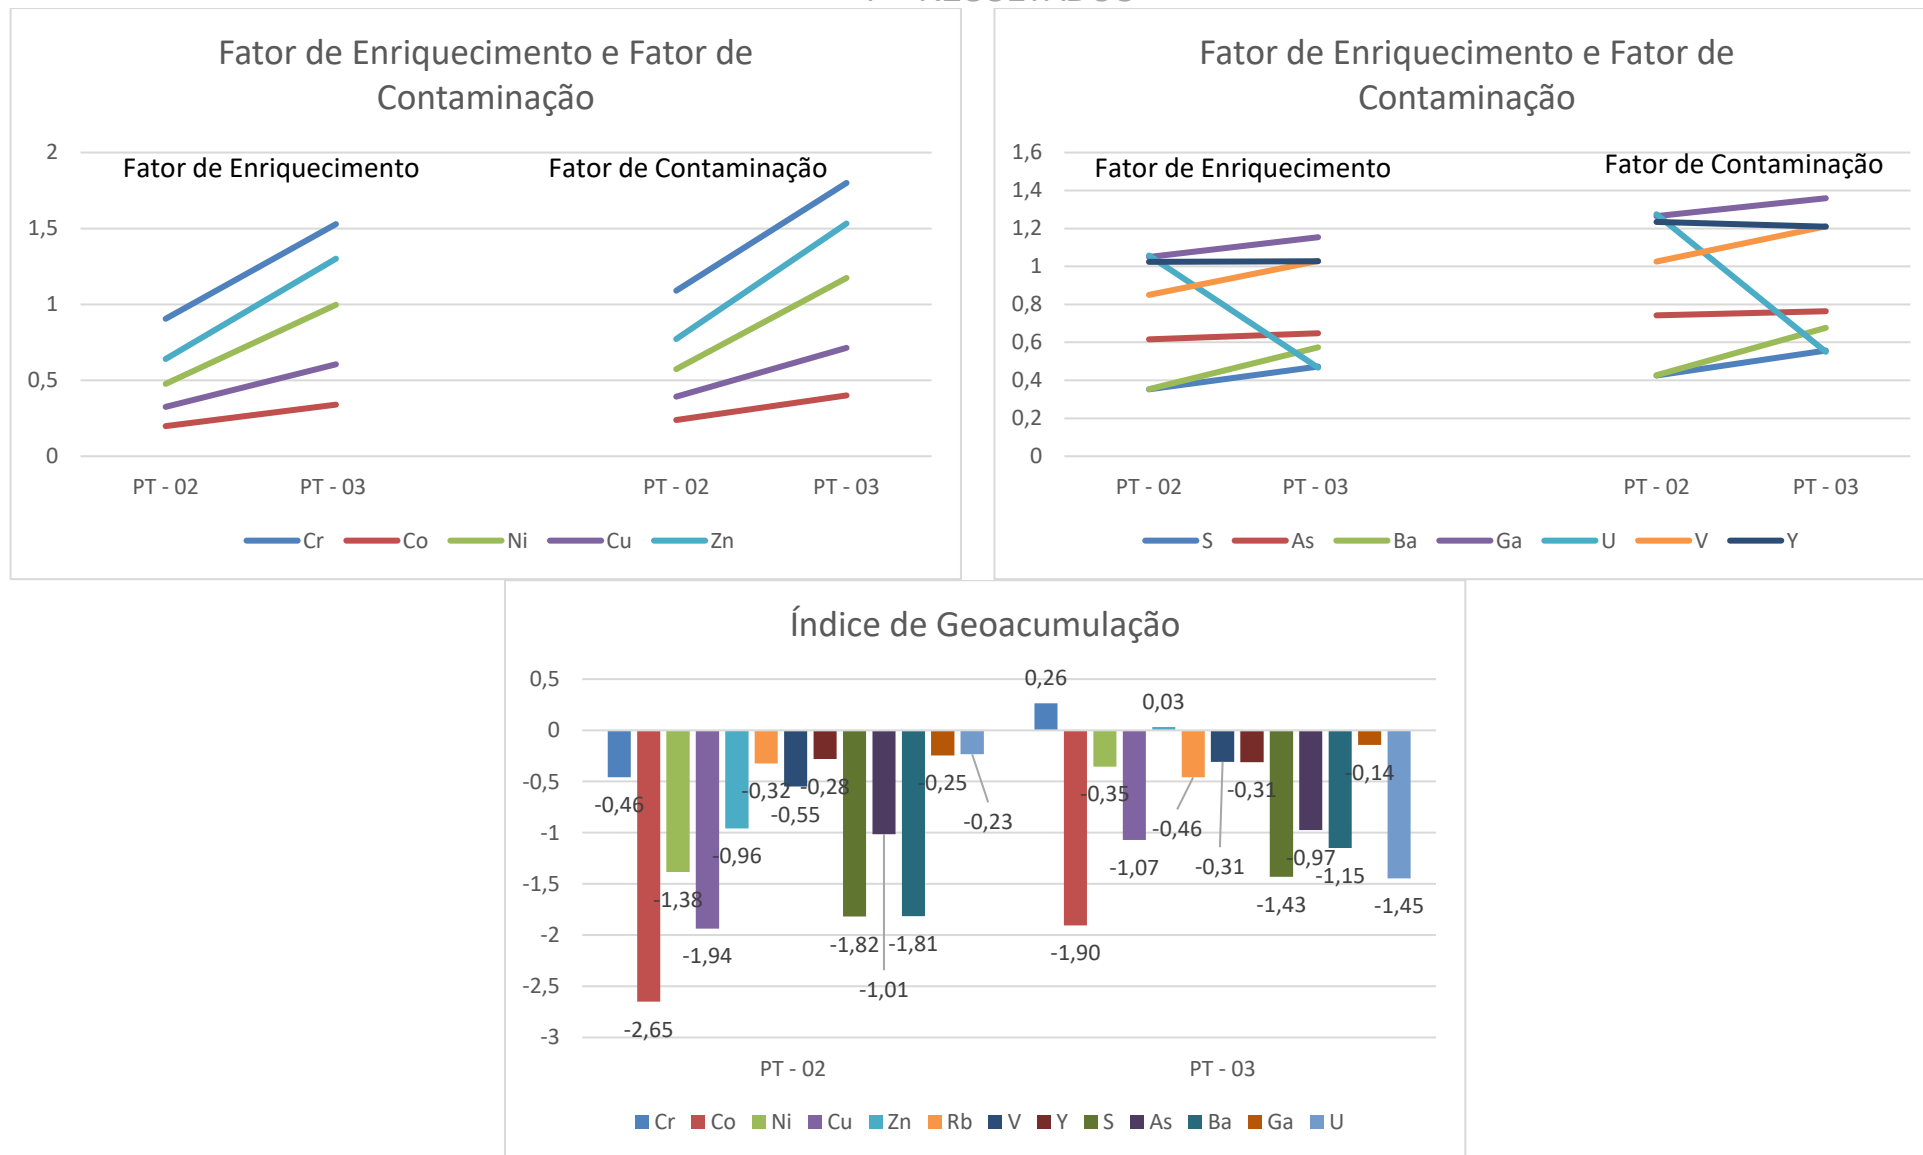 Fator de Enriquecimento e Fator de
Contaminação
2
1,5
1
0,5
0
Fator de Enriquecimento
Fator de Contaminação
PT - 02
PT - 03
PT - 02
PT - 03
Cr Co Ni Cu Zn
Fator de Enriquecimento e Fator de
Contaminação
1,6
1,4
1,2
1
0,8
0,6
0,4
0,2
0
Fator de Enriquecimento
Fator de Contaminação
PT - 02
PT - 03
PT - 02
PT - 03
S As Ba Ga U V Y
Índice de Geoacumulação
0,5
0
-0,5
-1
-1,5
-2
-2,5
-3
-0,46
-2,65
-1,38
-1,94
-0,96
-0,32
-0,55
-0,28
-1,82
-1,01
-1,81
-0,25
-0,23
0,26
-1,90
-0,35
-1,07
0,03
-0,46
-0,31
-0,31
-1,43
-0,97
-1,15
-0,14
-1,45
PT - 02
PT - 03
Cr Co Ni Cu Zn Rb V Y S As Ba Ga U